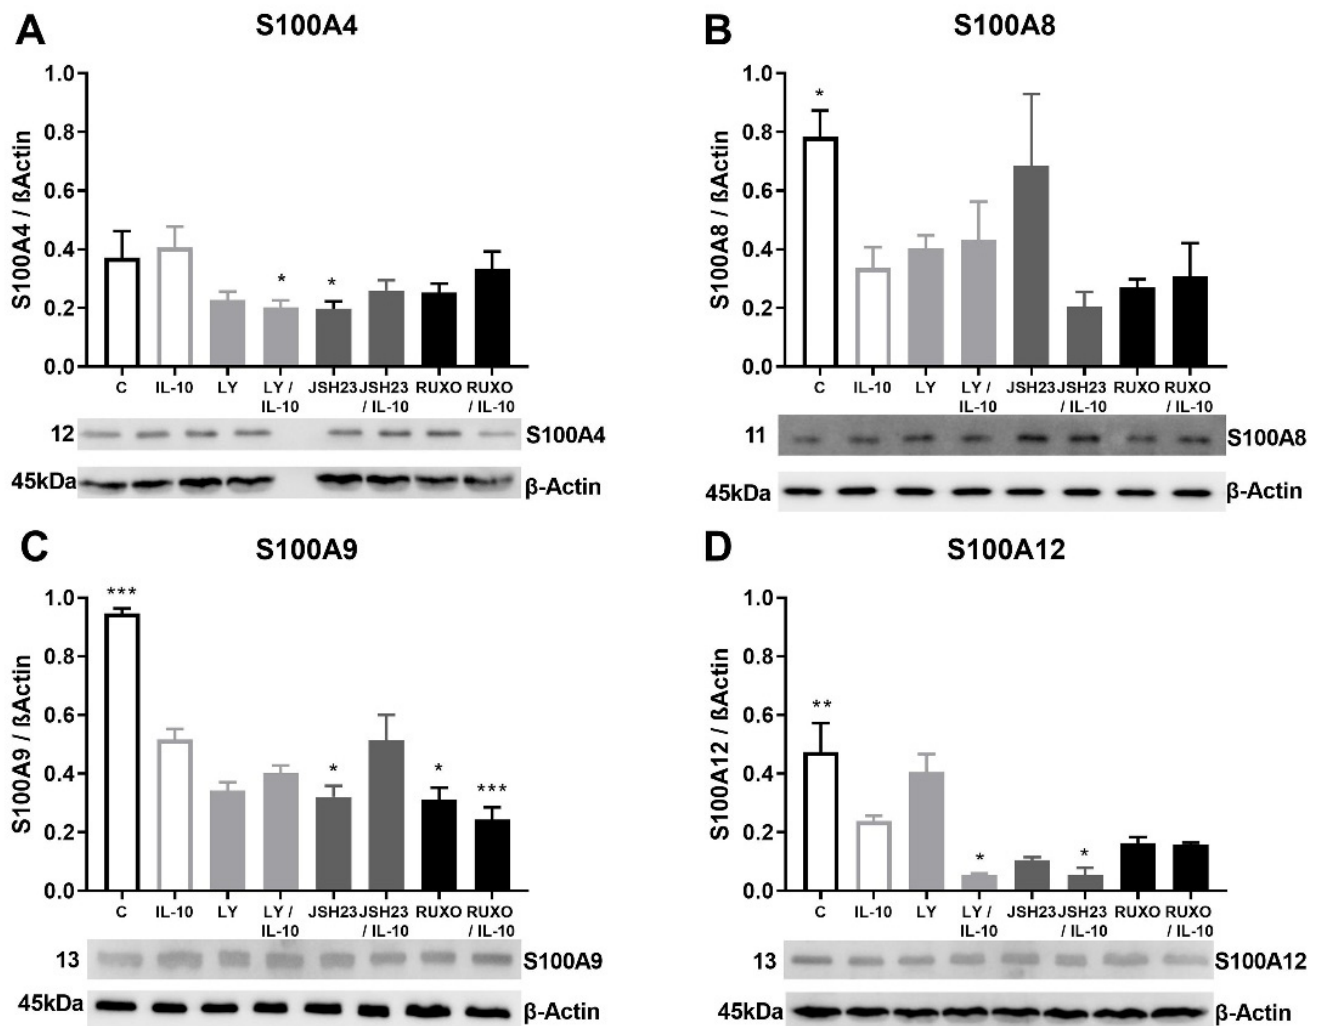 A
S100A4
S100A4 / ßActin
1.0
0.8
0.6
0.4
0.2
0.0
*
*
C IL-10 LY LY / JSH23 JSH23 RUXO RUXO
IL-10 / IL-10 / IL-10
12 S100A4
45kDa β-Actin
B
S100A8
S100A8 / ßActin
1.0
0.8
0.6
0.4
0.2
0.0
*
C IL-10 LY LY / JSH23 JSH23 RUXO RUXO
IL-10 / IL-10 / IL-10
11 S100A8
45kDa β-Actin
C
S100A9
S100A9 / ßActin
1.0
0.8
0.6
0.4
0.2
0.0
***
*
*
***
C IL-10 LY LY / JSH23 JSH23 RUXO RUXO
IL-10 / IL-10 / IL-10
13 S100A9
45kDa β-Actin
D
S100A12
S100A12 / ßActin
1.0
0.8
0.6
0.4
0.2
0.0
**
*
*
C IL-10 LY LY / JSH23 JSH23 RUXO RUXO
IL-10 / IL-10 / IL-10
13 S100A12
45kDa β-Actin